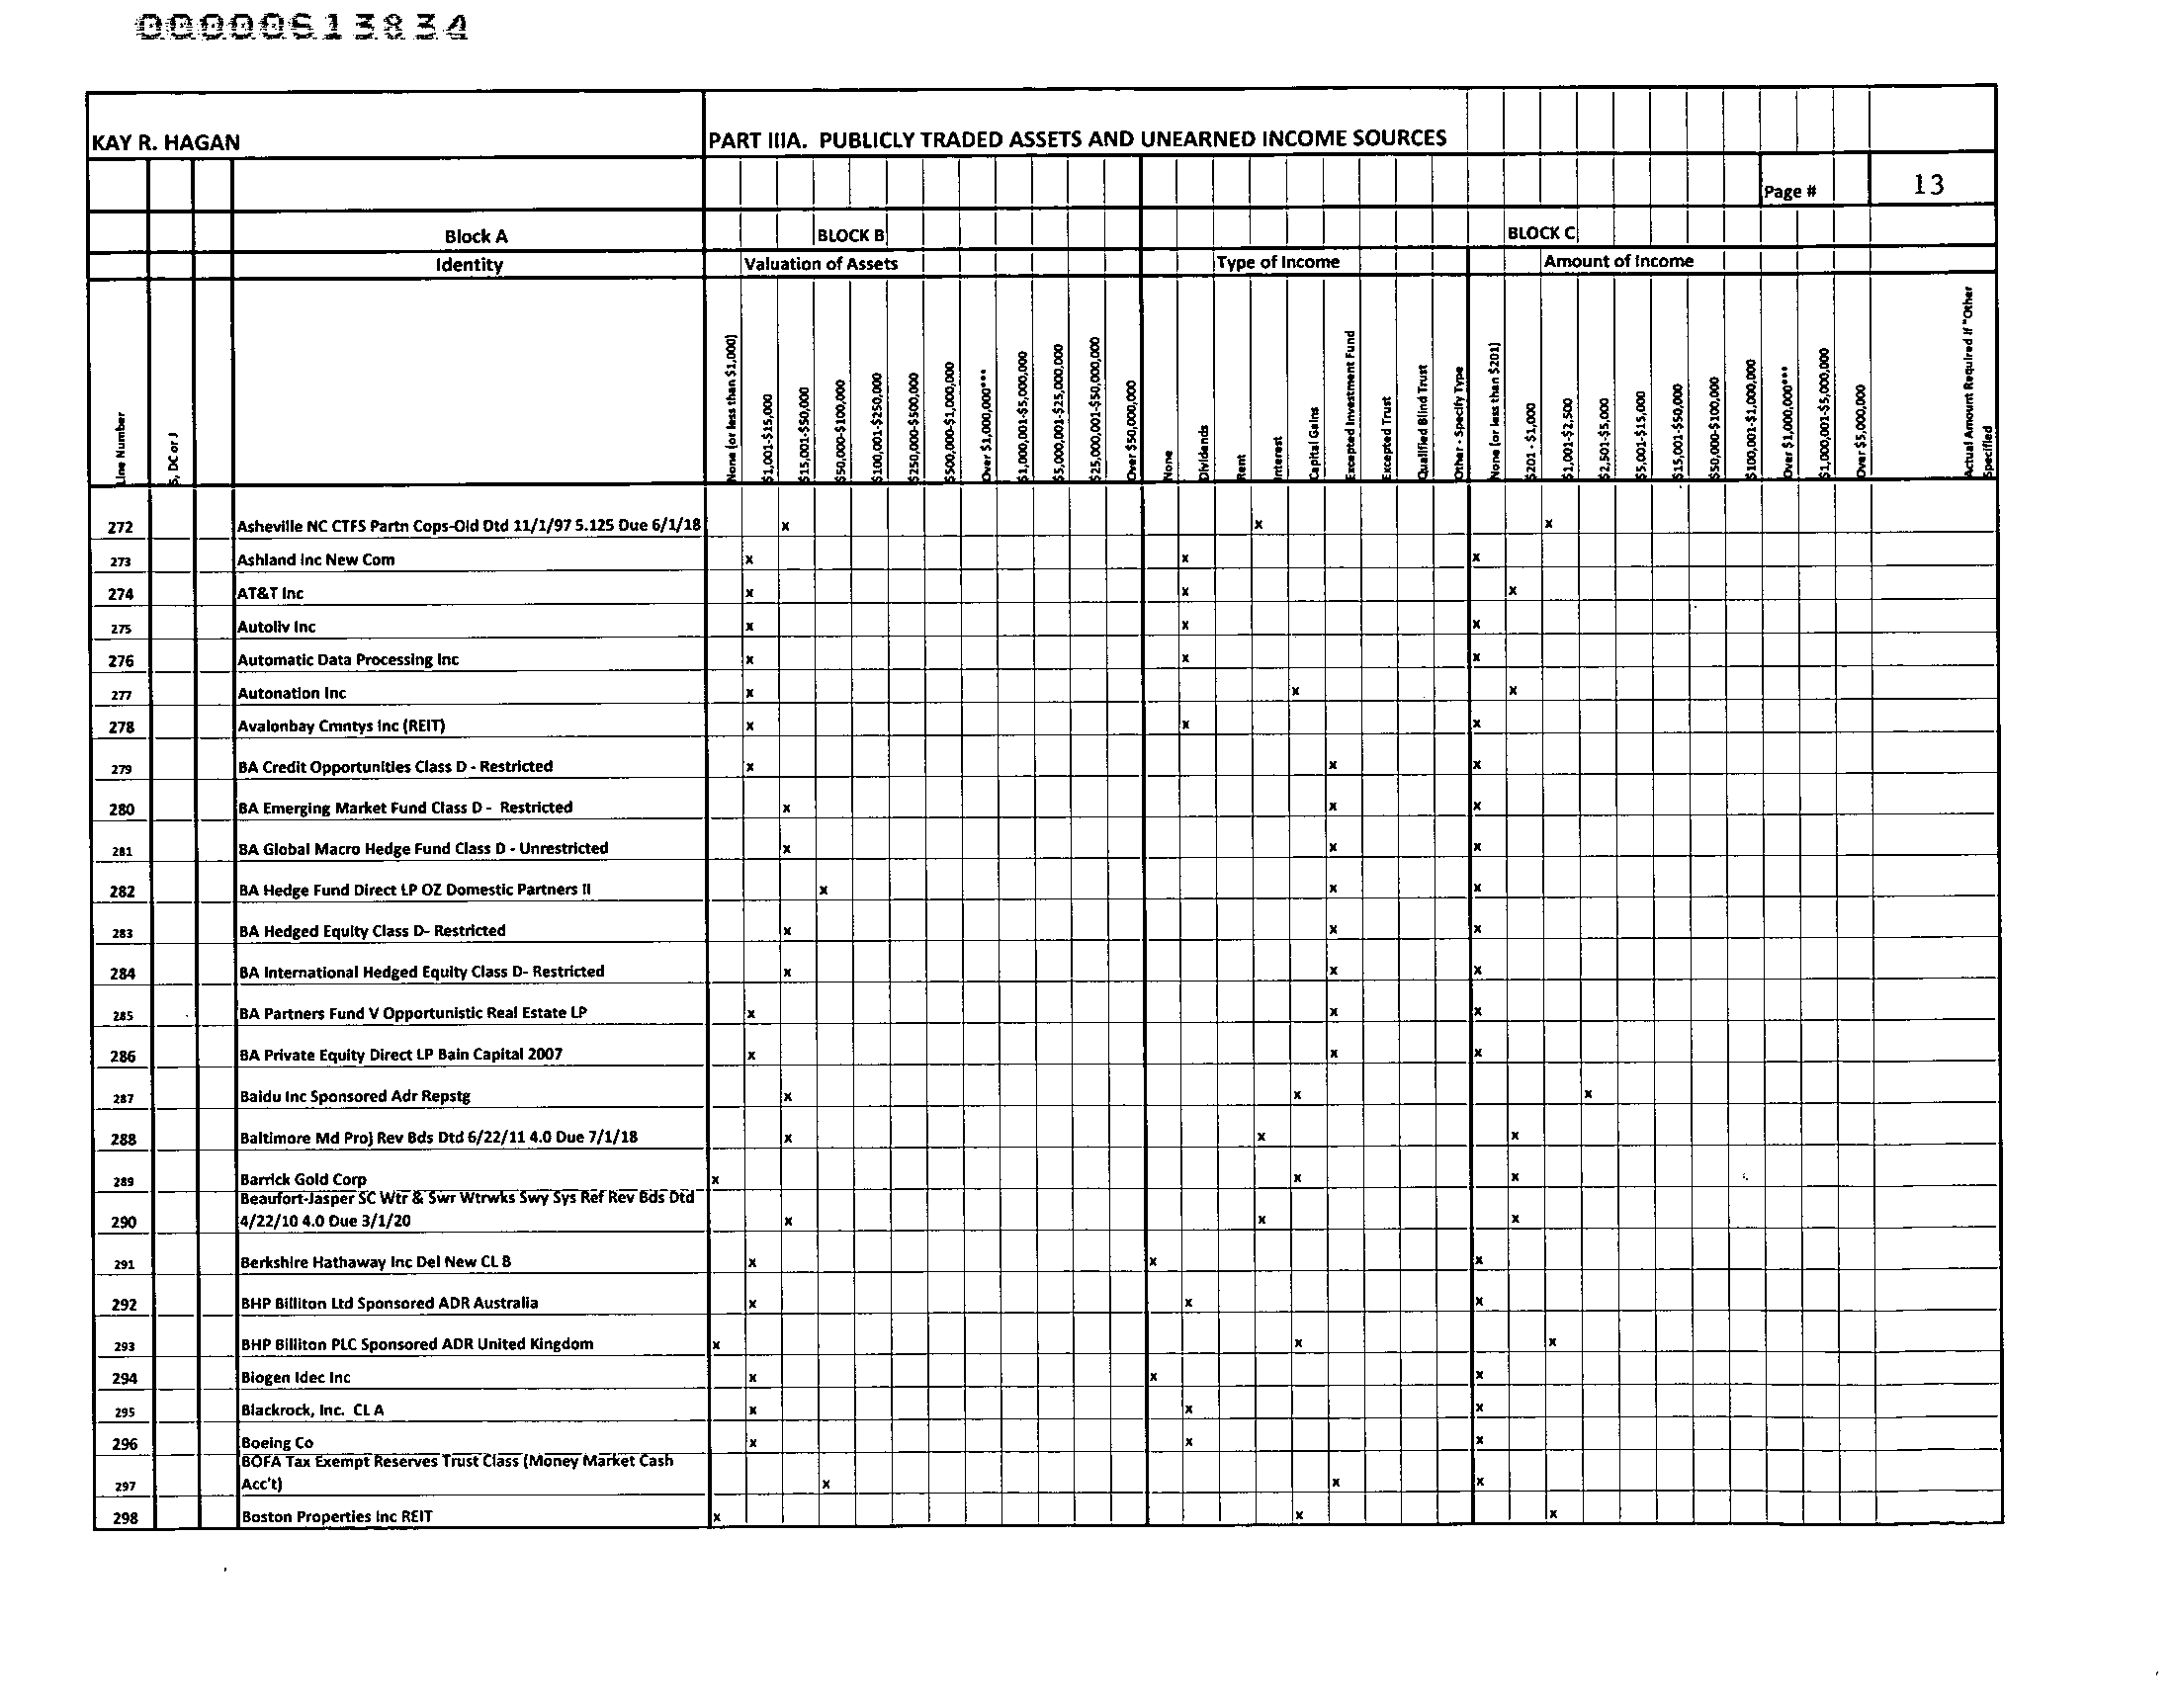 00000613834
KAY R. HAGAN
PART IIIA. PUBLICLY TRADED ASSETS AND UNEARNED INCOME SOURCES
Page # 13
Block A BLOCK B BLOCK C
Identity Valuation of Assets Type of Income Amount of Income
Line Number
S, DC or J
None (or less than $1,000)
$1,001-$15,000
$15,001-$50,000
$50,000-$100,000
$100,001-$250,000
$250,000-$500,000
$500,000-$1,000,000
Over $1,000,000***
$1,000,001-$5,000,000
$5,000,001-$25,000,000
$25,000,001-$50,000,000
Over $50,000,000
None
Dividends
Rent
Interest
Capital Gains
Excepted Investment Fund
Excepted Trust
Qualified Blind Trust
Other - Specify Type
None (or less than $201)
$201 - $1,000
$1,001-$2,500
$2,501-$5,000
$5,001-$15,000
$15,001-$50,000
$50,000-$100,000
$100,001-$1,000,000
Over $1,000,000***
$1,000,001-$5,000,000
Over $5,000,000
Actual Amount Required If "Other
Specified
272 Asheville NC CTFS Partn Cops-Old Dtd 11/1/97 5.125 Due 6/1/18 x x x
273 Ashland Inc New Com x x x
274 AT&T Inc x x x
275 Autoliv Inc x x x
276 Automatic Data Processing Inc x x x
277 Autonation Inc x x x
278 Avalonbay Cmntys Inc (REIT) x x x
279 BA Credit Opportunities Class D - Restricted x x x
280 BA Emerging Market Fund Class D - Restricted x x x
281 BA Global Macro Hedge Fund Class D - Unrestricted x x x
282 BA Hedge Fund Direct LP OZ Domestic Partners II x x x
283 BA Hedged Equity Class D- Restricted x x x
284 BA International Hedged Equity Class D- Restricted x x x
285 BA Partners Fund V Opportunistic Real Estate LP x x x
286 BA Private Equity Direct LP Bain Capital 2007 x x x
287 Baidu Inc Sponsored Adr Repstg x x x
288 Baltimore Md Proj Rev Bds Dtd 6/22/11 4.0 Due 7/1/18 x x x
289 Barrick Gold Corp x x x
Beaufort-Jasper SC Wtr & Swr Wtrwks Swy Sys Ref Rev Bds Dtd
290 4/22/10 4.0 Due 3/1/20 x x x
291 Berkshire Hathaway Inc Del New CL B x x x
292 BHP Billiton Ltd Sponsored ADR Australia x x x
293 BHP Billiton PLC Sponsored ADR United Kingdom x x x
294 Biogen Idec Inc x x x
295 Blackrock, Inc. CL A x x x
296 Boeing Co x x x
BOFA Tax Exempt Reserves Trust Class (Money Market Cash
297 Acc't) x x x
298 Boston Properties Inc REIT x x x